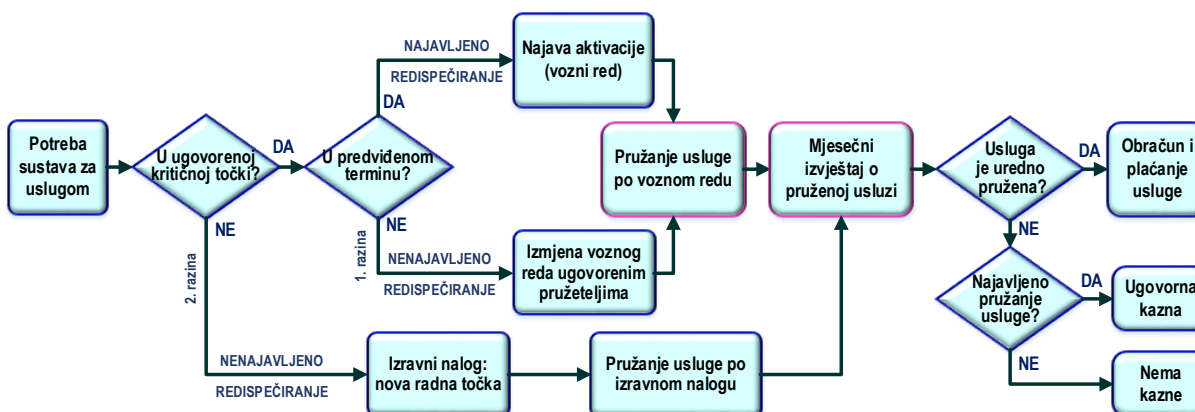 Potreba
sustava za
uslugom
U ugovorenoj
kritičnoj točki?
DA
NE
2. razina
U predviđenom
terminu?
DA
NE
1. razina
NAJAVLJENO
REDISPEČIRANJE
Najava aktivacije
(vozni red)
NENAJAVLJENO
REDISPEČIRANJE
Izmjena voznog
reda ugovorenim
pružeteljima
Pružanje usluge
po voznom redu
NENAJAVLJENO
REDISPEČIRANJE
Izravni nalog:
nova radna točka
Pružanje usluge po
izravnom nalogu
Mjesečni
izvještaj o
pruženoj usluzi
Usluga
je uredno
pružena?
DA
Obračun i
plaćanje
usluge
NE
Najavljeno
pružanje
usluge?
DA
Ugovorna
kazna
NE
Nema
kazne